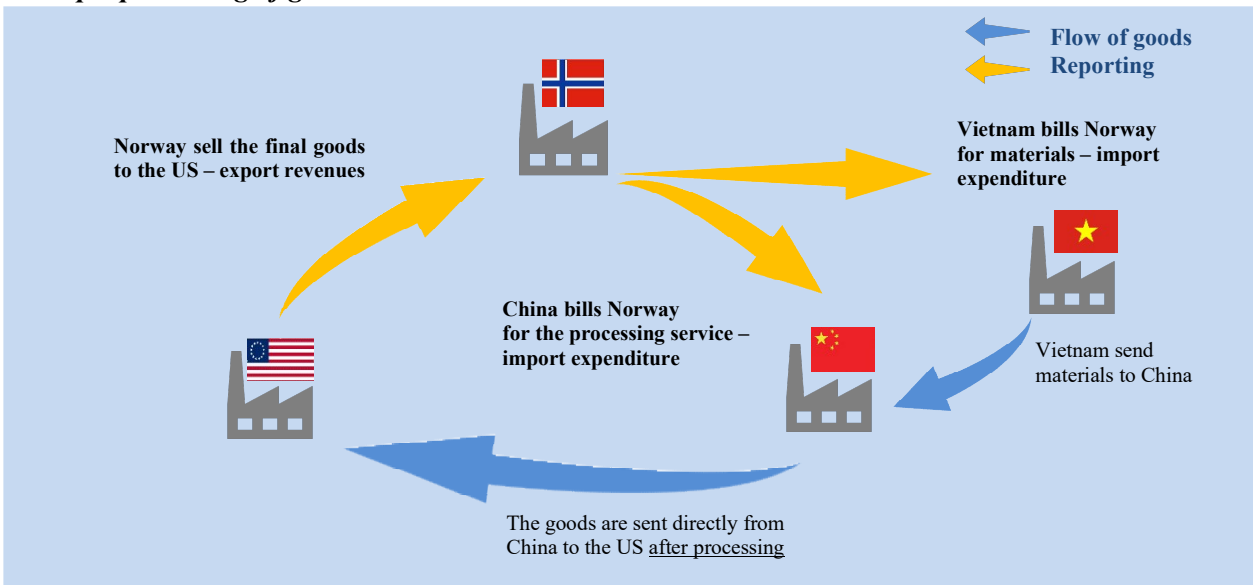 Flow of goods
Reporting
Norway sell the final goods
to the US – export revenues
Vietnam bills Norway
for materials – import
expenditure
China bills Norway
for the processing service –
import expenditure
Vietnam send
materials to China
The goods are sent directly from
China to the US after processing